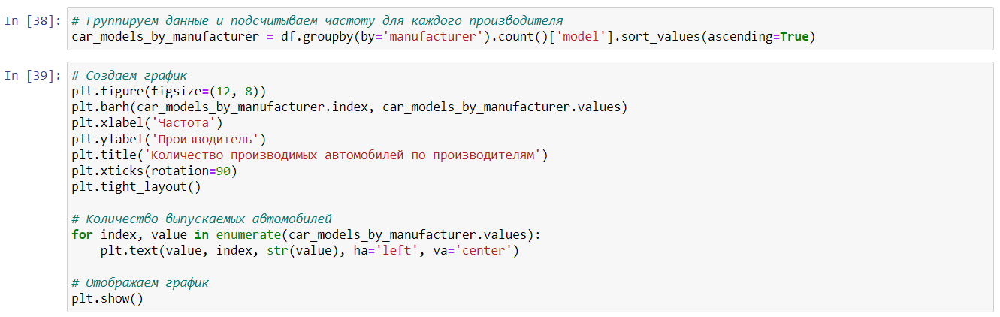 In [38]: # Группируем данные и подсчитываем частоту для каждого производителя
car_models_by_manufacturer = df.groupby(by='manufacturer').count()['model'].sort_values(ascending=True)
In [39]: # Создаем график
plt.figure(figsize=(12, 8))
plt.barh(car_models_by_manufacturer.index, car_models_by_manufacturer.values)
plt.xlabel('Частота')
plt.ylabel('Производитель')
plt.title('Количество производимых автомобилей по производителям')
plt.xticks(rotation=90)
plt.tight_layout()
# Количество выпускаемых автомобилей
for index, value in enumerate(car_models_by_manufacturer.values):
    plt.text(value, index, str(value), ha='left', va='center')
# Отображаем график
plt.show()